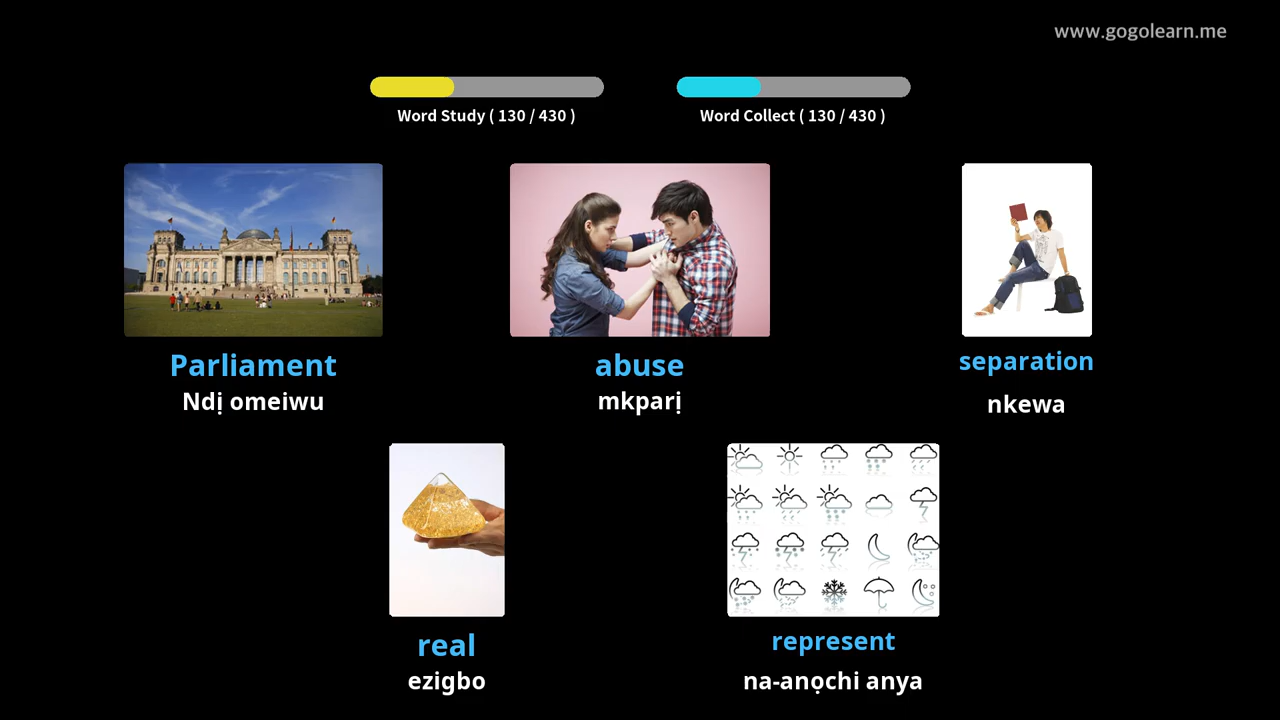 www.gogolearn.me
Word Study ( 130 / 430 )
Word Collect ( 130 / 430 )
Parliament
Ndị omeiwu
abuse
mkparị
separation
nkewa
real
ezigbo
represent
na-anọchi anya